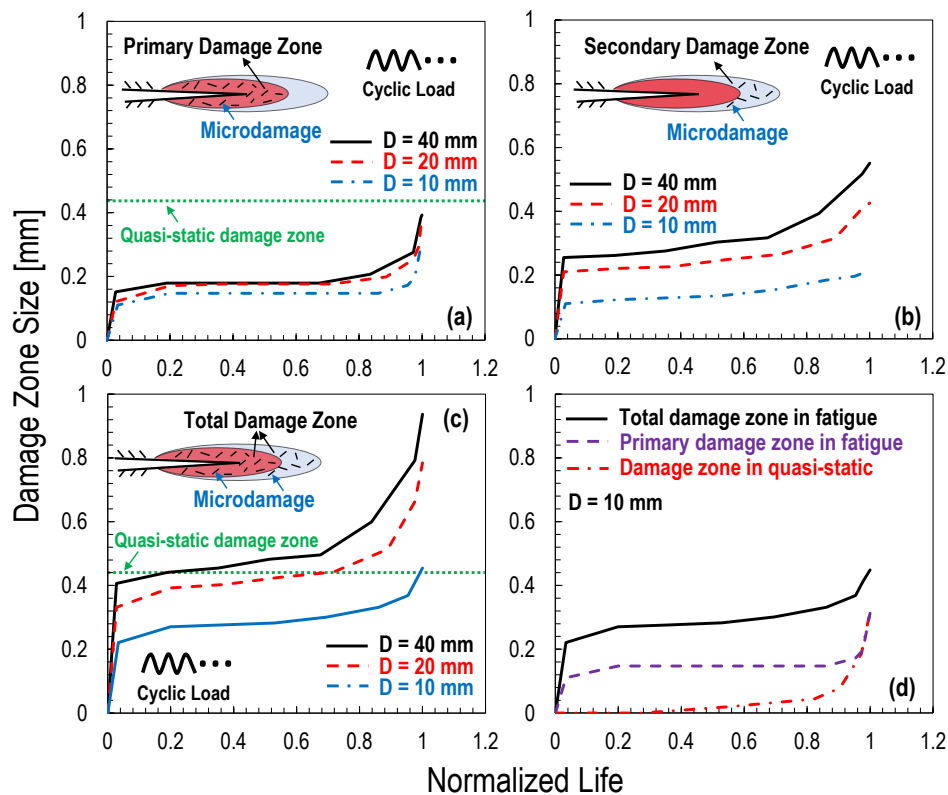 Damage Zone Size [mm]
Normalized Life
1
0.8
0.6
0.4
0.2
0
0 0.2 0.4 0.6 0.8 1 1.2
Primary Damage Zone
Cyclic Load
Microdamage
D = 40 mm
D = 20 mm
D = 10 mm
Quasi-static damage zone
(a)
1
0.8
0.6
0.4
0.2
0
0 0.2 0.4 0.6 0.8 1 1.2
Secondary Damage Zone
Cyclic Load
Microdamage
D = 40 mm
D = 20 mm
D = 10 mm
(b)
1
0.8
0.6
0.4
0.2
0
0 0.2 0.4 0.6 0.8 1 1.2
Total Damage Zone
(c)
Microdamage
Quasi-static damage zone
Cyclic Load
D = 40 mm
D = 20 mm
D = 10 mm
1
0.8
0.6
0.4
0.2
0
0 0.2 0.4 0.6 0.8 1 1.2
Total damage zone in fatigue
Primary damage zone in fatigue
Damage zone in quasi-static
D = 10 mm
(d)